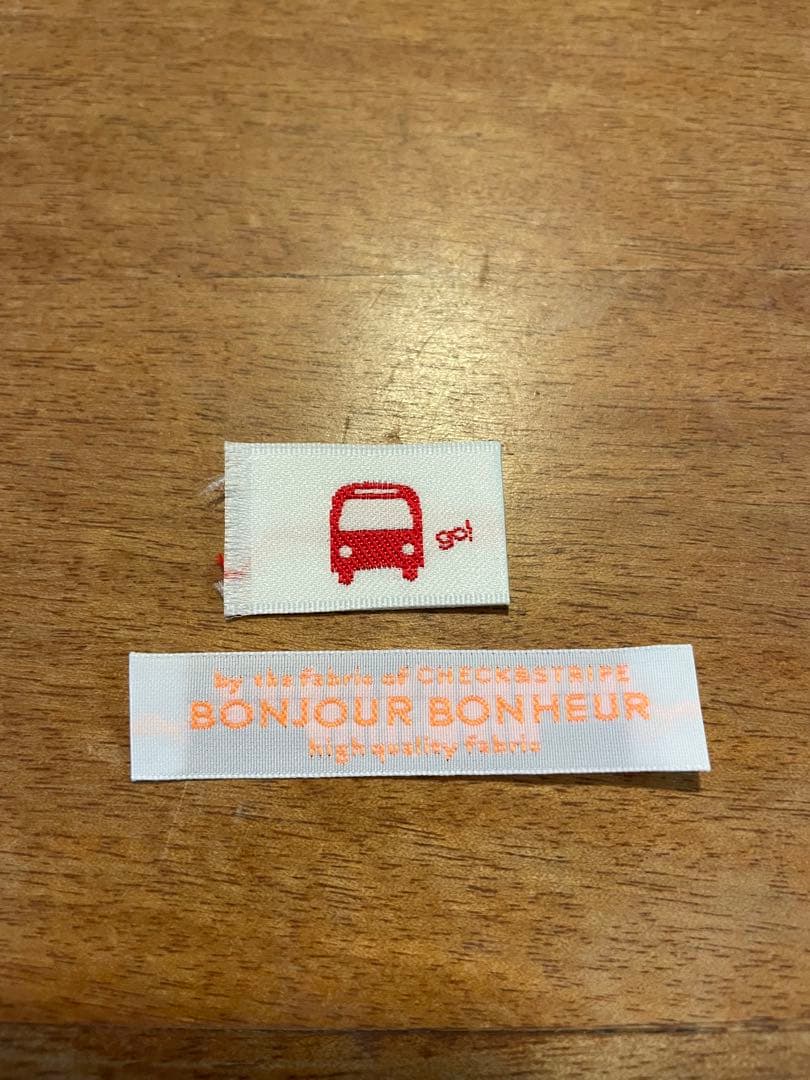 go!
by the fabric of CHECK&STRIPE
BONJOUR BONHEUR
high quality fabric